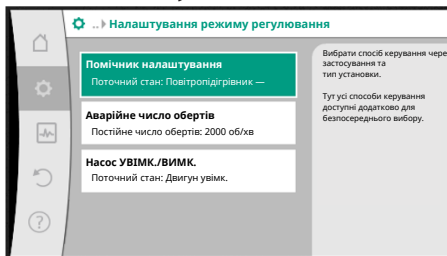 ..▸ Налаштування режиму регулювання
Помічник налаштування
Поточний стан: Повітропідігрівник —
Аварійне число обертів
Постійне число обертів: 2000 об/хв
Насос УВІМК./ВИМК.
Поточний стан: Двигун увімк.
Вибрати спосіб керування чере
застосування та
тип установки.
Тут усі способи керування
доступні додатково для
безпосереднього вибору.
?